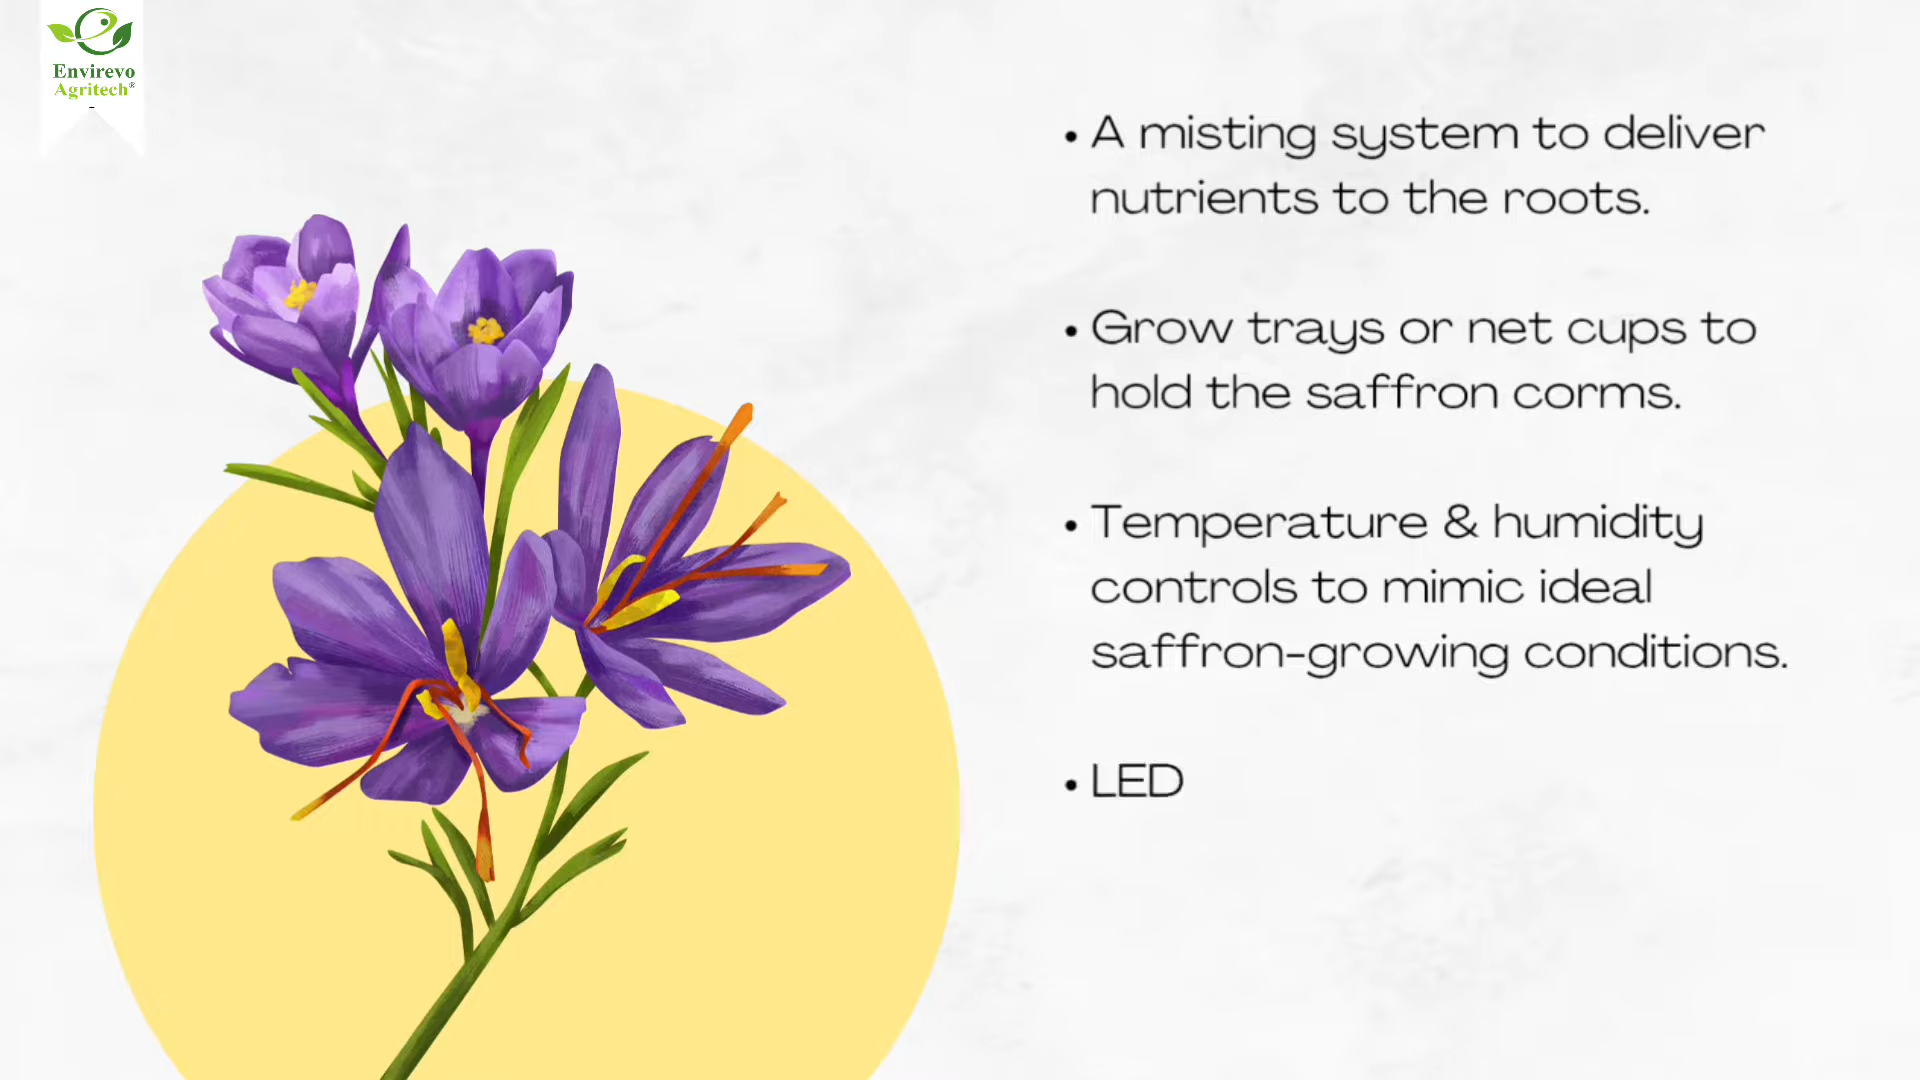 Envirevo
Agritech®
• A misting system to deliver
nutrients to the roots.
• Grow trays or net cups to
hold the saffron corms.
• Temperature & humidity
controls to mimic ideal
saffron-growing conditions.
• LED